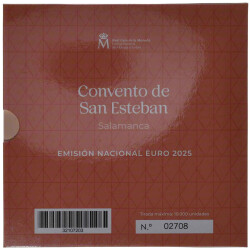 Convento de
San Esteban
Salamanca
EMISIÓN NACIONAL EURO 2025
N.º 02708